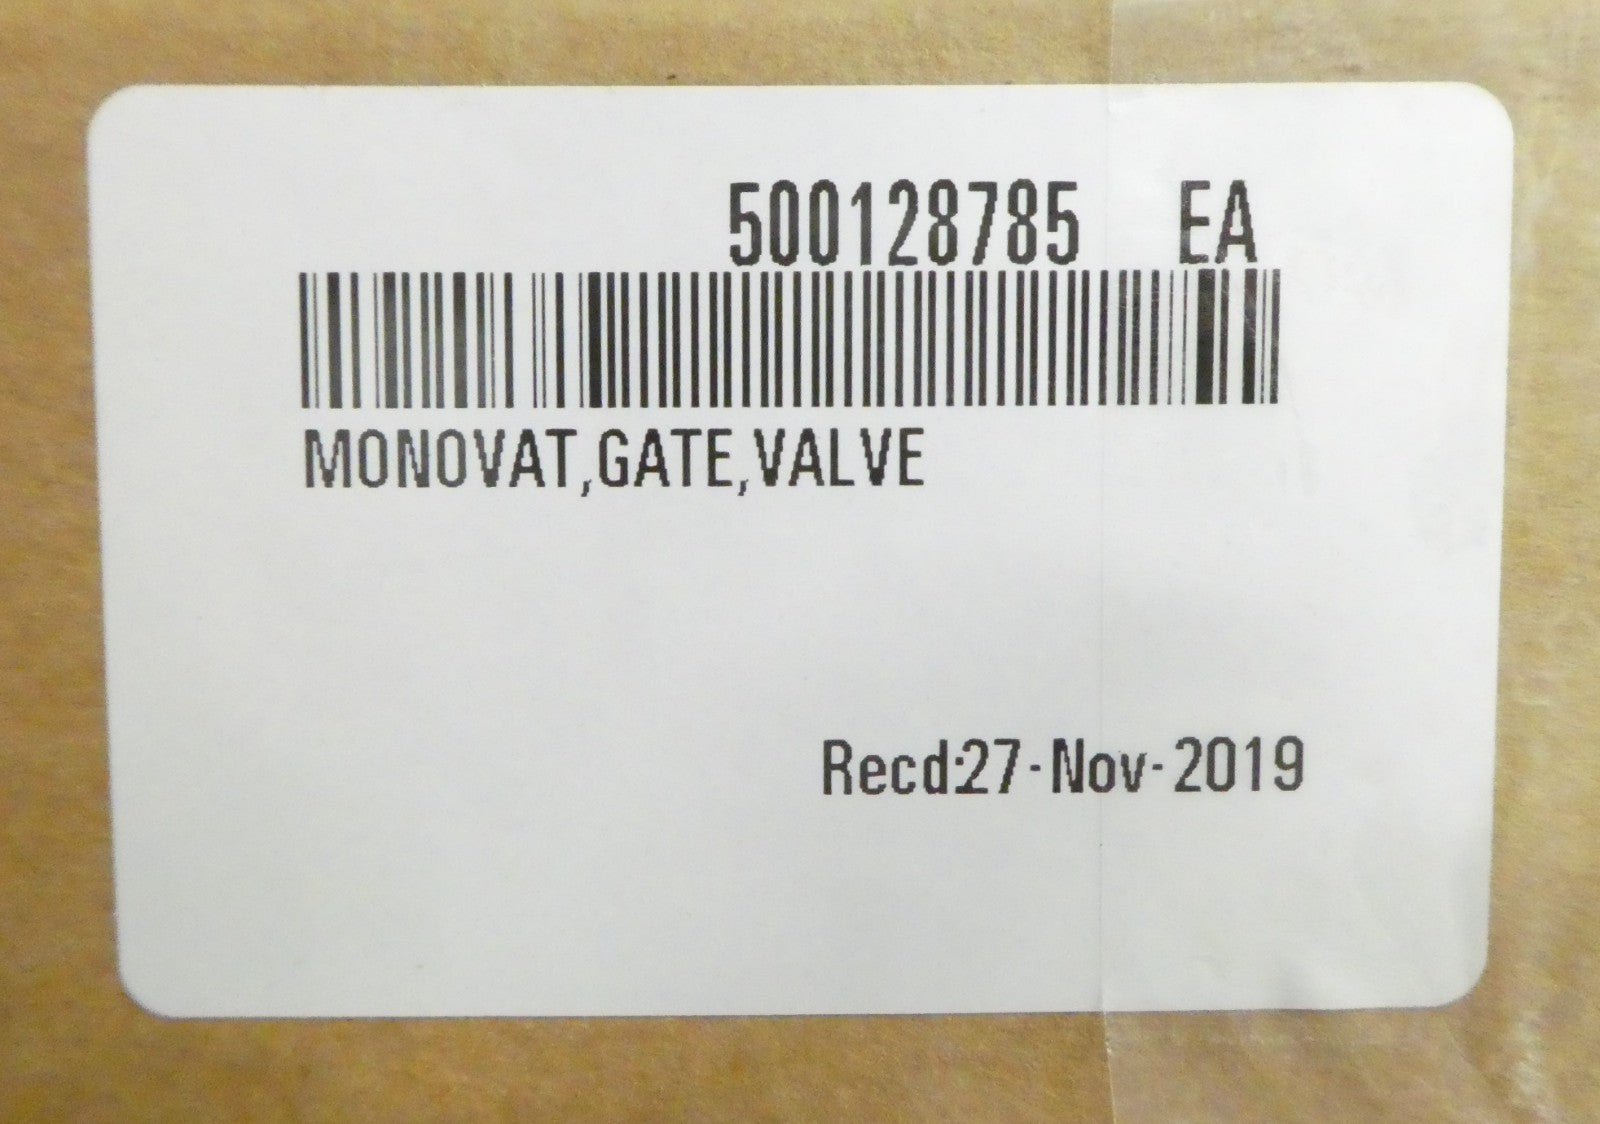 500128785 EA
MONOVAT,GATE,VALVE
Recd:27-Nov-2019